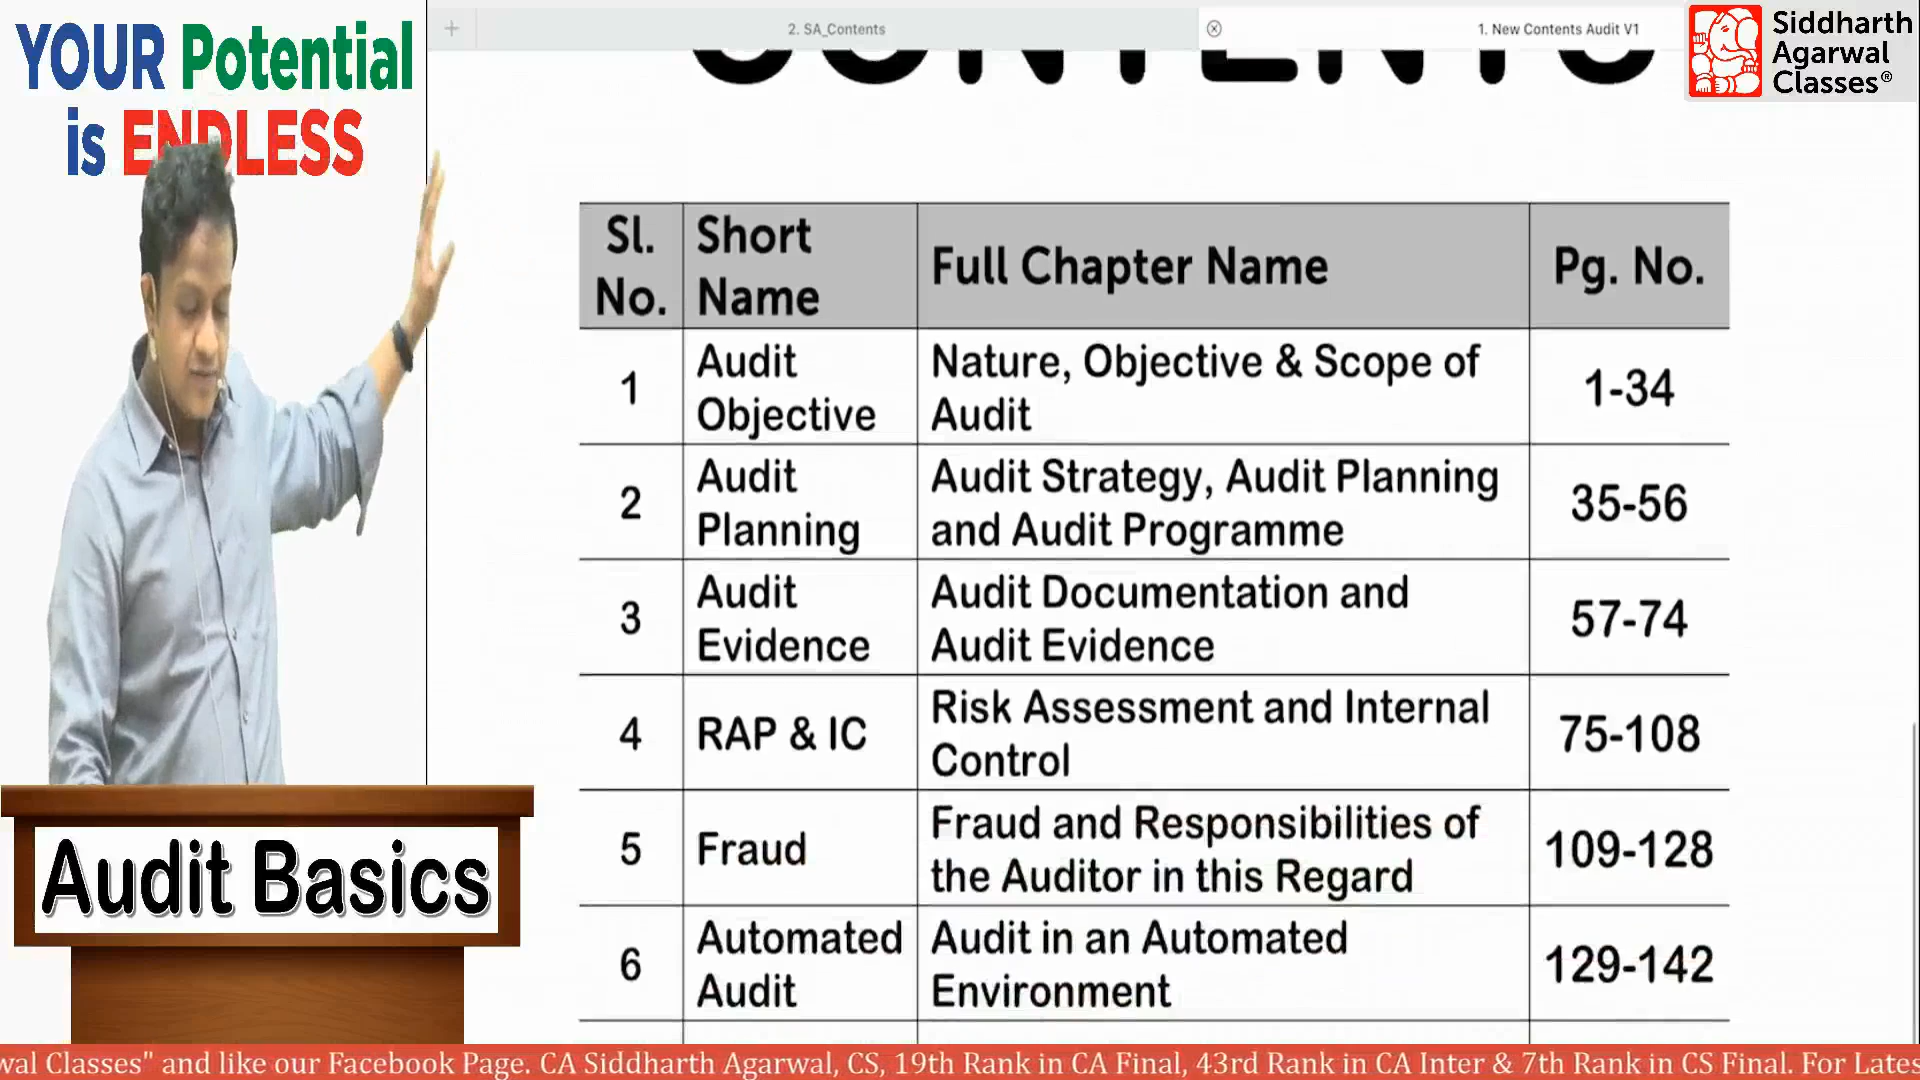 YOUR Potential
is ENDLESS
2. SA_Contents
1. New Contents Audit V1
Siddharth
Agarwal
Classes®
CONTENTS
Sl. No. Short Name Full Chapter Name Pg. No.
1 Audit Objective Nature, Objective & Scope of Audit 1-34
2 Audit Planning Audit Strategy, Audit Planning and Audit Programme 35-56
3 Audit Evidence Audit Documentation and Audit Evidence 57-74
4 RAP & IC Risk Assessment and Internal Control 75-108
5 Fraud Fraud and Responsibilities of the Auditor in this Regard 109-128
6 Automated Audit Audit in an Automated Environment 129-142
Audit Basics
wal Classes" and like our Facebook Page. CA Siddharth Agarwal, CS, 19th Rank in CA Final, 43rd Rank in CA Inter & 7th Rank in CS Final. For Lates